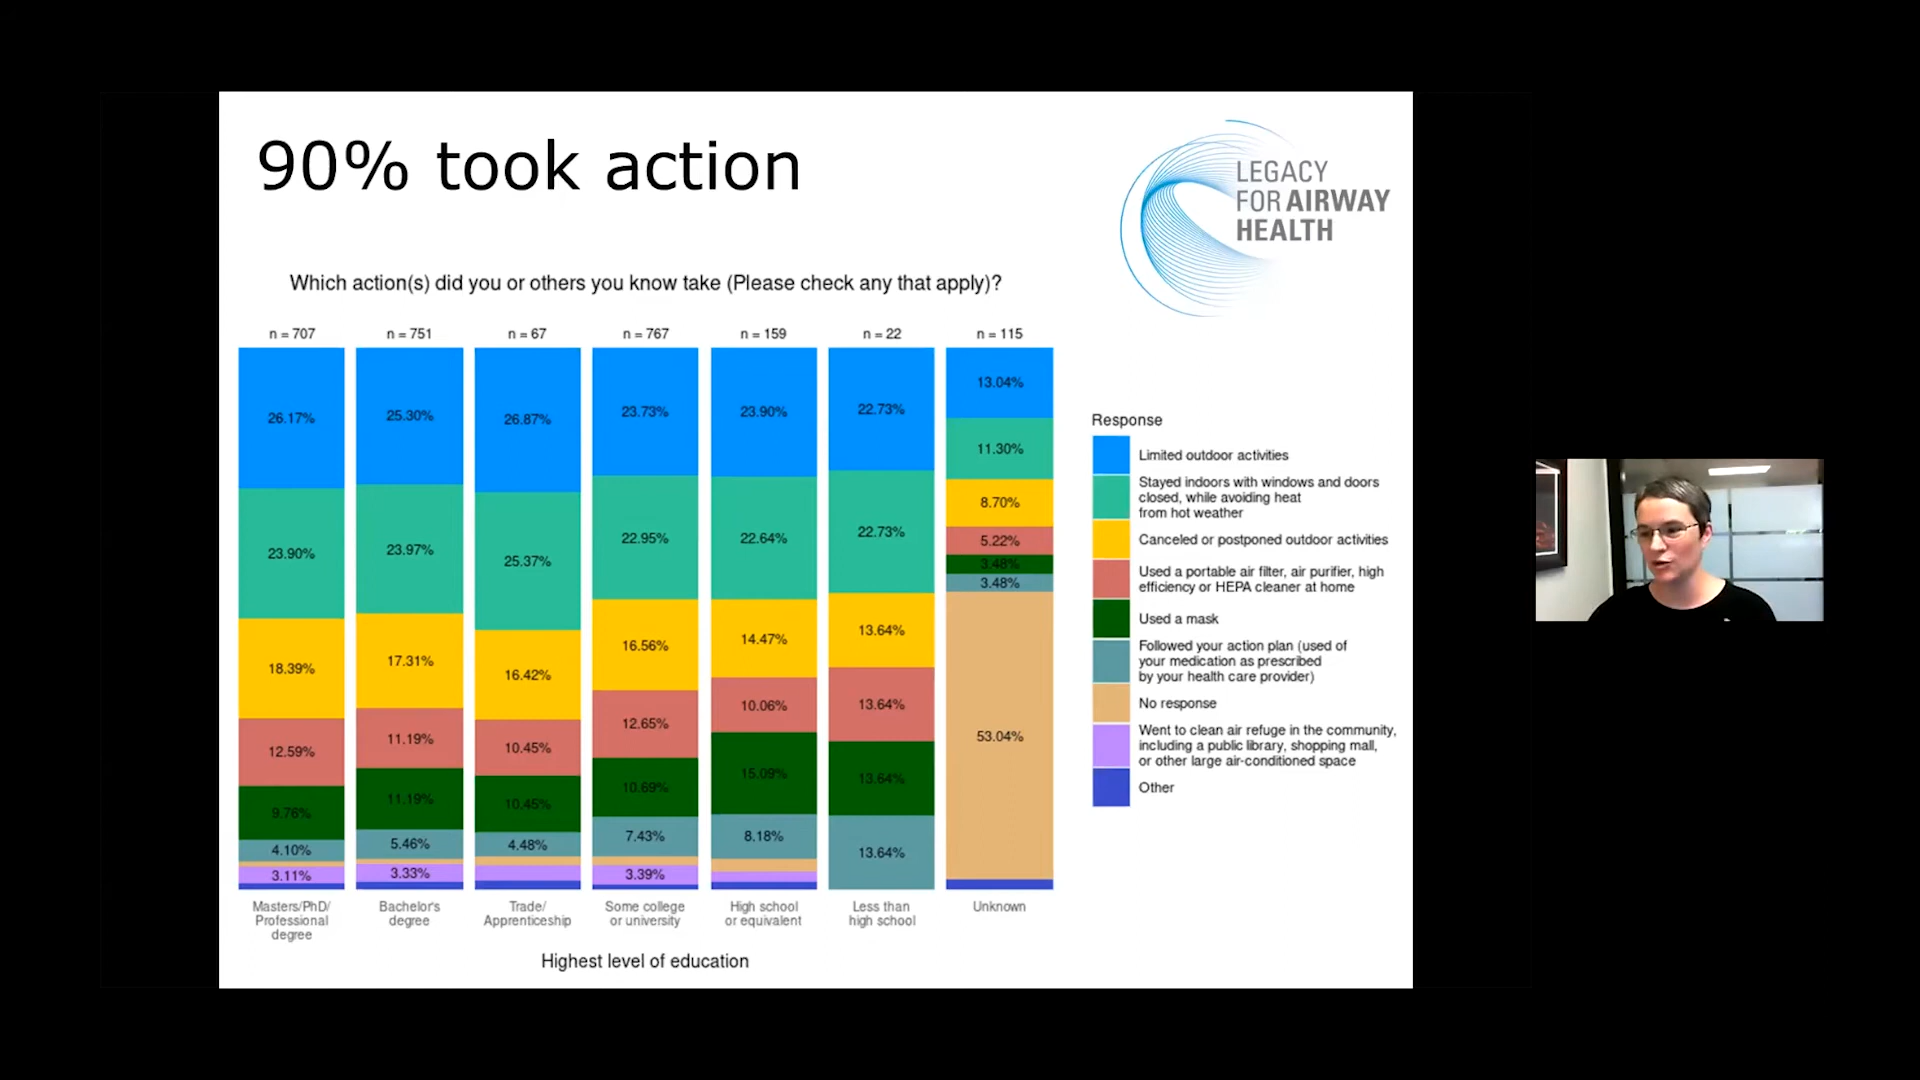 90% took action
LEGACY
FOR AIRWAY
HEALTH
Which action(s) did you or others you know take (Please check any that apply)?
n = 707
n = 751
n = 67
n = 767
n = 159
n = 22
n = 115
26.17%
23.90%
18.39%
12.59%
9.76%
4.10%
3.11%
25.30%
23.97%
17.31%
11.19%
11.19%
5.46%
3.33%
26.87%
25.37%
16.42%
10.45%
10.45%
4.48%
23.73%
22.95%
16.56%
12.65%
10.69%
7.43%
3.39%
23.90%
22.64%
14.47%
10.06%
15.09%
8.18%
22.73%
22.73%
13.64%
13.64%
13.64%
13.64%
13.04%
11.30%
8.70%
5.22%
3.48%
3.48%
53.04%
Masters/PhD/
Professional
degree
Bachelor's
degree
Trade/
Apprenticeship
Some college
or university
High school
or equivalent
Less than
high school
Unknown
Highest level of education
Response
Limited outdoor activities
Stayed indoors with windows and doors
closed, while avoiding heat
from hot weather
Canceled or postponed outdoor activities
Used a portable air filter, air purifier, high
efficiency or HEPA cleaner at home
Used a mask
Followed your action plan (used of
your medication as prescribed
by your health care provider)
No response
Went to clean air refuge in the community,
including a public library, shopping mall,
or other large air-conditioned space
Other